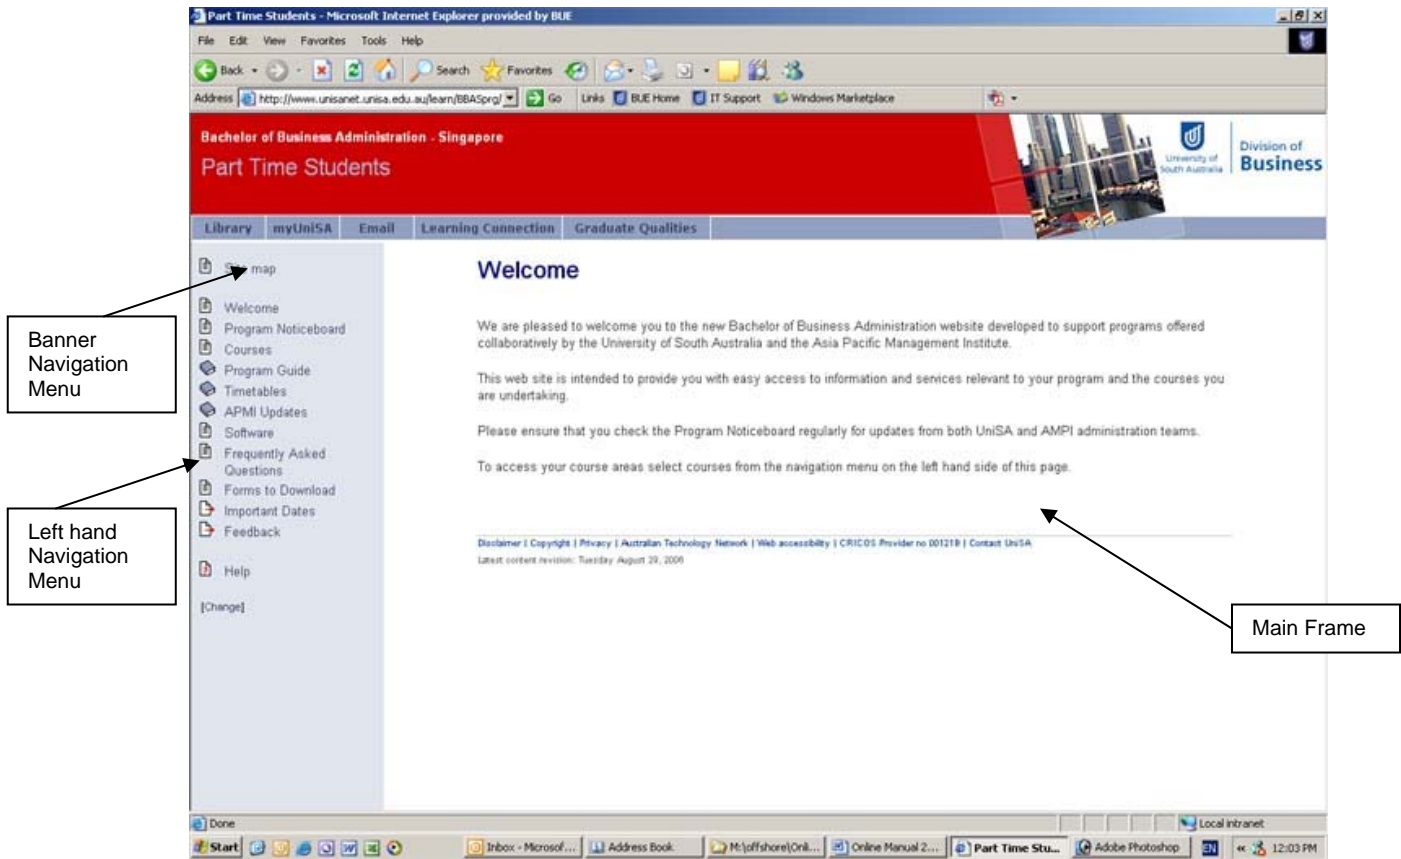 Part Time Students - Microsoft Internet Explorer provided by BUE
File Edit View Favorites Tools Help
Back Search Favorites
Address http://www.unisanet.unisa.edu.au/learn/BBASprg/ Go Links BUE Home IT Support Windows Marketplace
Bachelor of Business Administration - Singapore
Part Time Students
University of
South Australia
Division of
Business
Library myUniSA Email Learning Connection Graduate Qualities
Site map
Welcome
Program Noticeboard
Courses
Program Guide
Timetables
APMI Updates
Software
Frequently Asked
Questions
Forms to Download
Important Dates
Feedback
Help
[Change]
Banner
Navigation
Menu
Left hand
Navigation
Menu
Welcome
We are pleased to welcome you to the new Bachelor of Business Administration website developed to support programs offered
collaboratively by the University of South Australia and the Asia Pacific Management Institute.
This web site is intended to provide you with easy access to information and services relevant to your program and the courses you
are undertaking.
Please ensure that you check the Program Noticeboard regularly for updates from both UniSA and AMPI administration teams.
To access your course areas select courses from the navigation menu on the left hand side of this page.
Disclaimer | Copyright | Privacy | Australian Technology Network | Web accessibility | CRICOS Provider no 00121B | Contact UniSA
Latest content revision: Tuesday August 29, 2006
Main Frame
Done Local intranet
Start Inbox - Microsof... Address Book M:\offshore\Onli... Online Manual 2... Part Time Stu... Adobe Photoshop EN « 12:03 PM